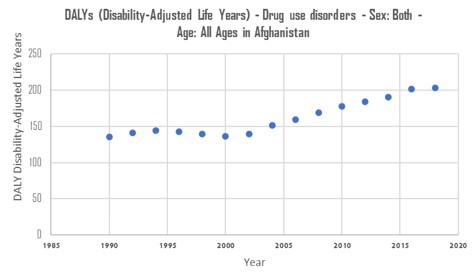 DALYs (Disability-Adjusted Life Years) - Drug use disorders - Sex: Both -
Age: All Ages in Afghanistan
DALY Disability-Adjusted Life Years
250
200
150
100
50
0
1985 1990 1995 2000 2005 2010 2015 2020
Year